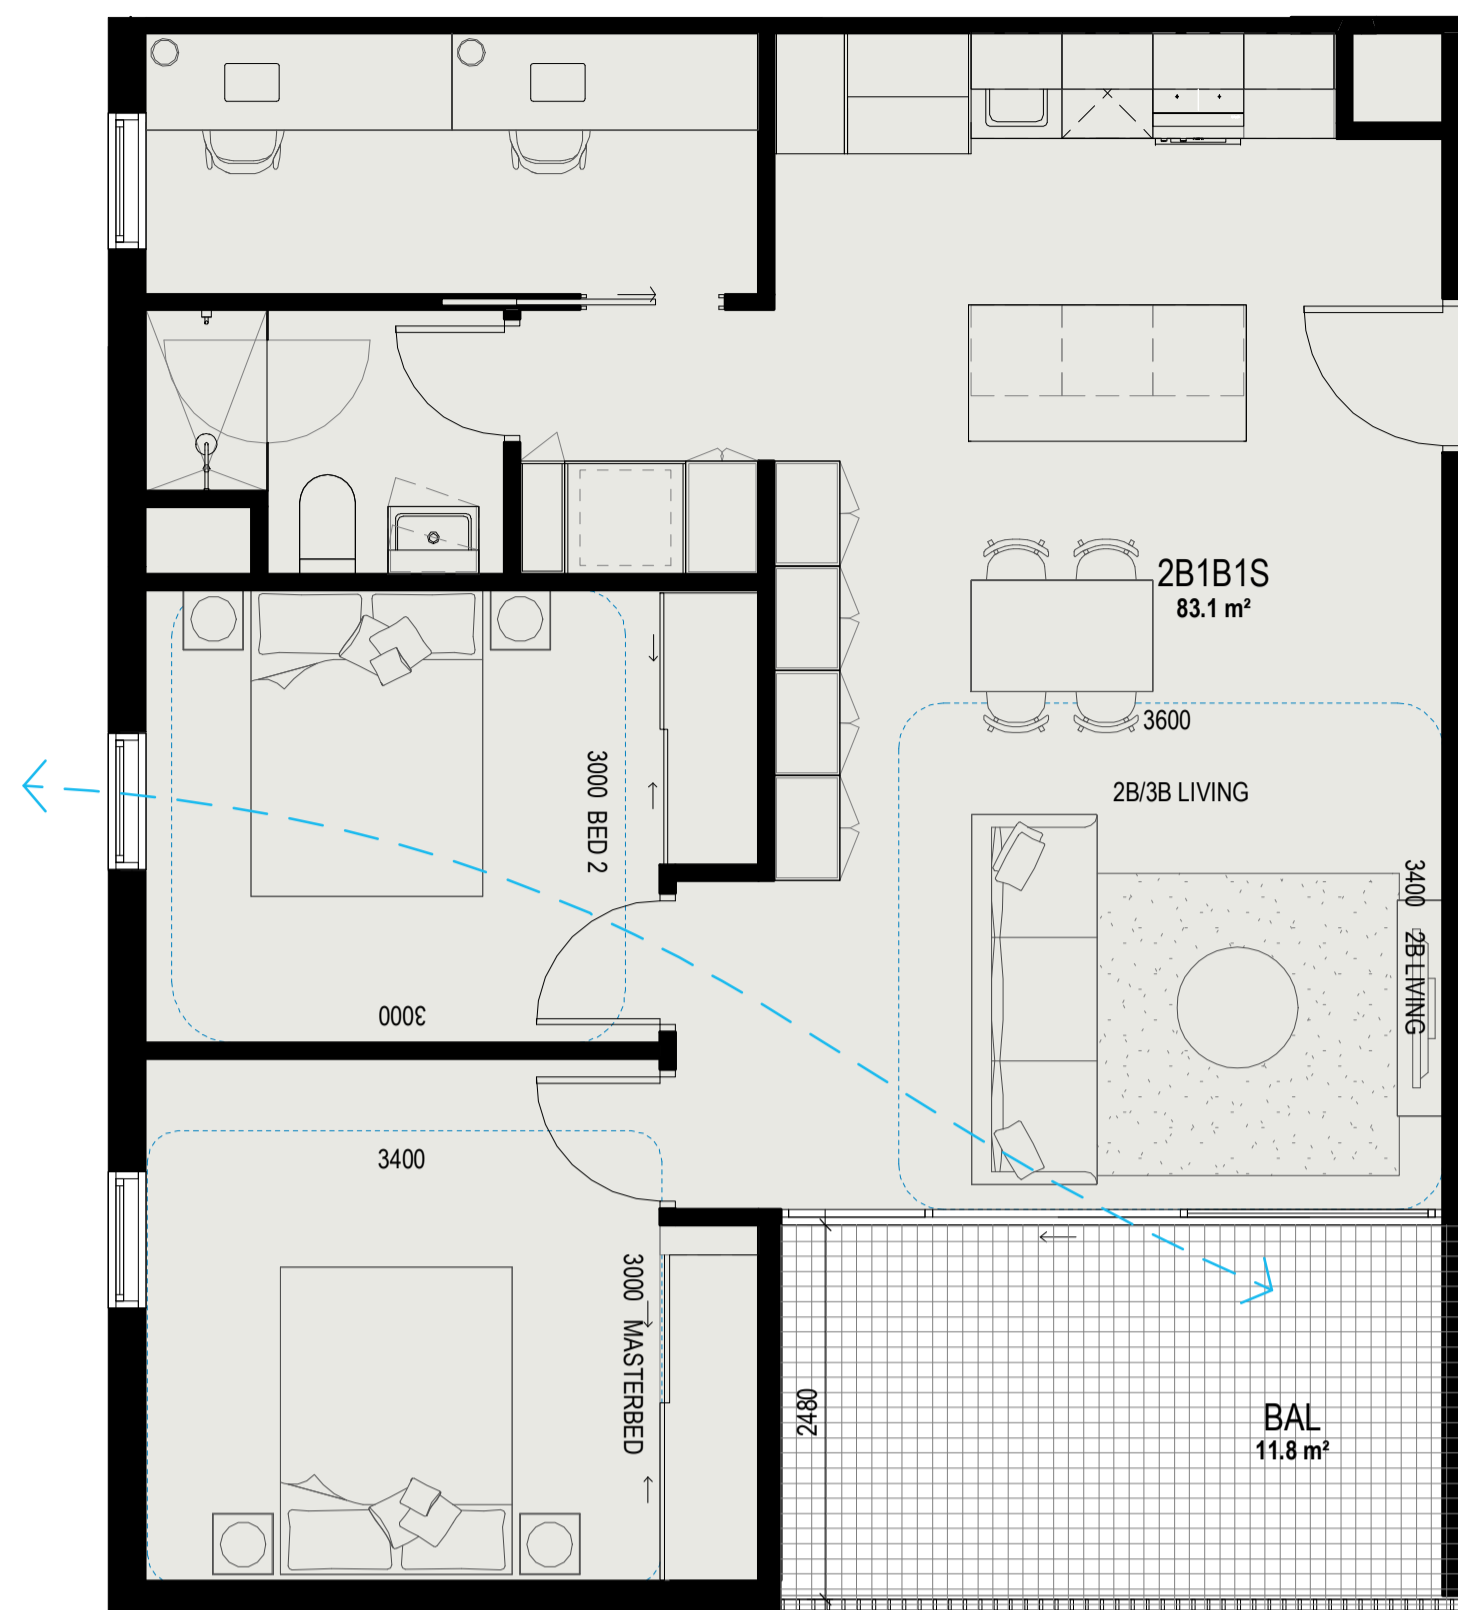 2B1B1S
83.1 m²
3600
2B/3B LIVING
3400 2B LIVING
3000 BED 2
3000
3400
3000 MASTERBED
2480
BAL
11.8 m²